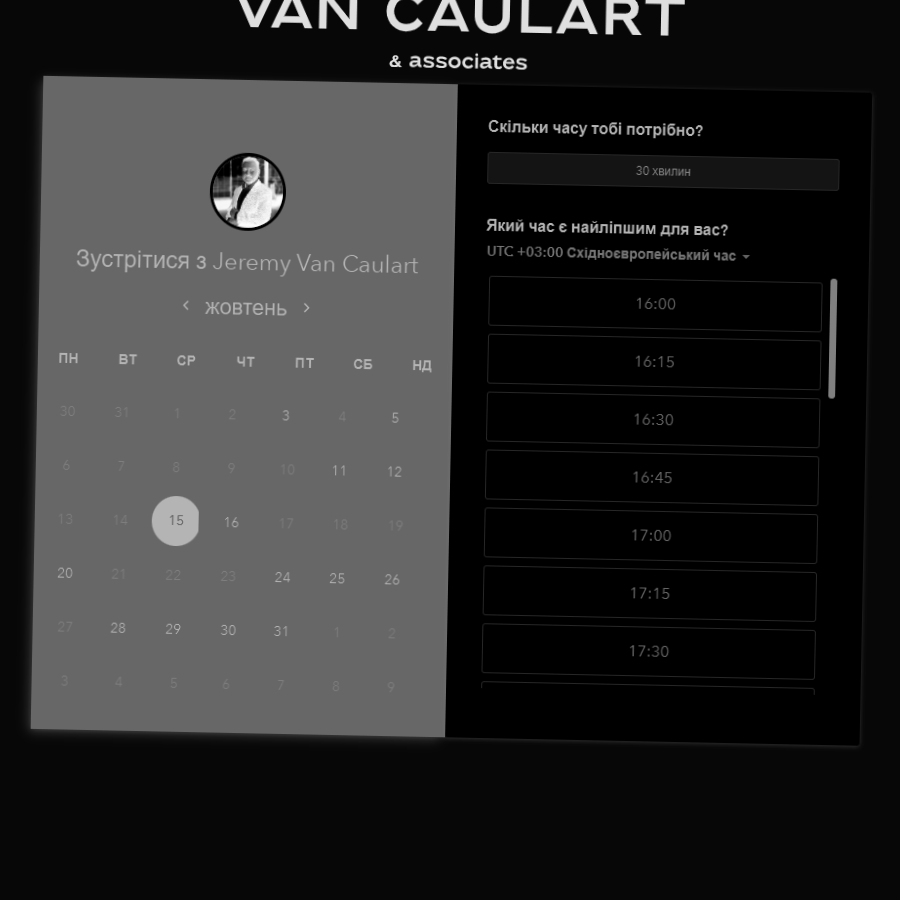 VAN CAULART
& associates
Зустрітися з Jeremy Van Caulart
‹ жовтень ›
ПН ВТ СР ЧТ ПТ СБ НД
30 31 1 2 3 4 5
6 7 8 9 10 11 12
13 14 15 16 17 18 19
20 21 22 23 24 25 26
27 28 29 30 31 1 2
3 4 5 6 7 8 9
Скільки часу тобі потрібно?
30 хвилин
Який час є найліпшим для вас?
UTC +03:00 Східноєвропейський час
16:00
16:15
16:30
16:45
17:00
17:15
17:30